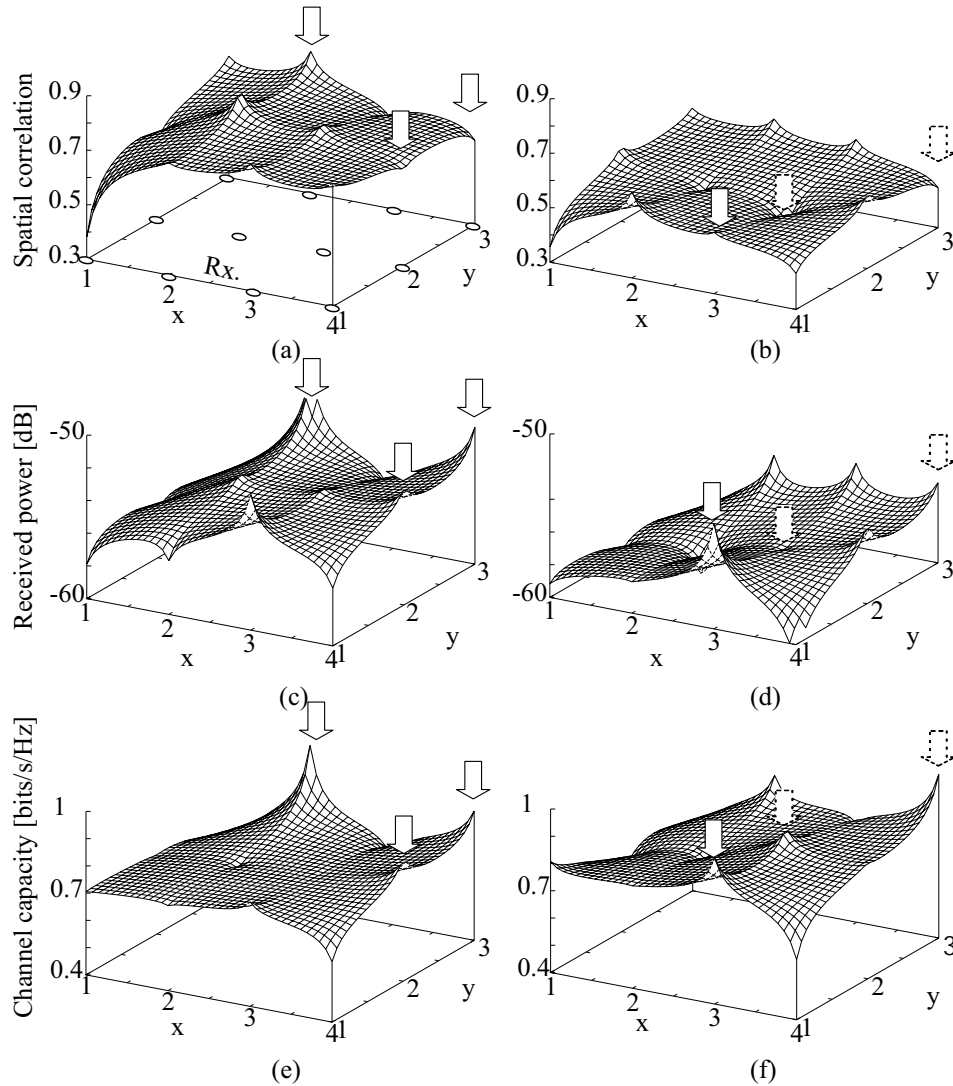 Spatial correlation
0.9
0.7
0.5
0.3
1
2
3
4
1
2
3
x
y
Rx.
(a)
0.9
0.7
0.5
0.3
1
2
3
4
1
2
3
x
y
(b)
Received power [dB]
-50
-60
1
2
3
4
1
2
3
x
y
(c)
-50
-60
1
2
3
4
1
2
3
x
y
(d)
Channel capacity [bits/s/Hz]
1
0.7
0.4
1
2
3
4
1
2
3
x
y
(e)
1
0.7
0.4
1
2
3
4
1
2
3
x
y
(f)